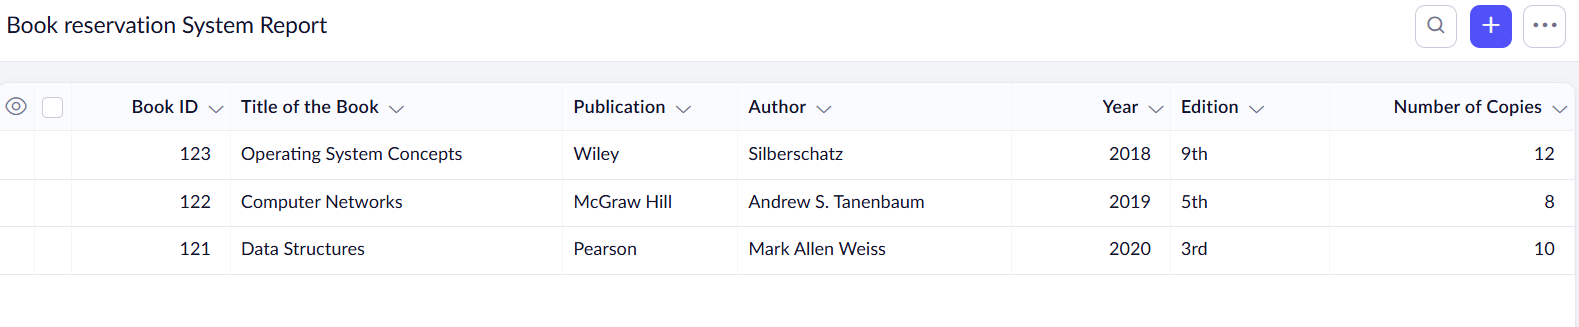 Book reservation System Report
Book ID Title of the Book Publication Author Year Edition Number of Copies
123 Operating System Concepts Wiley Silberschatz 2018 9th 12
122 Computer Networks McGraw Hill Andrew S. Tanenbaum 2019 5th 8
121 Data Structures Pearson Mark Allen Weiss 2020 3rd 10